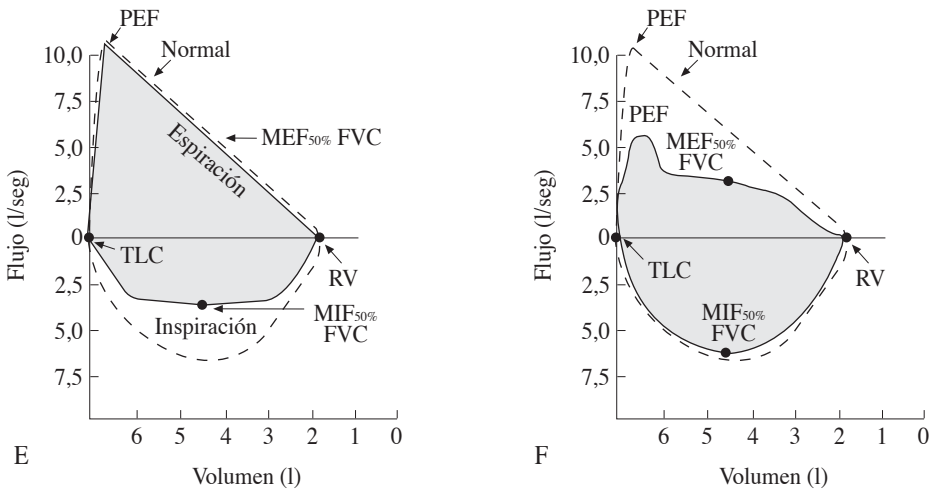 PEF
Normal
10,0
7,5
5,0
2,5
0
2,5
5,0
7,5
Flujo (l/seg)
Espiración
MEF50% FVC
TLC
RV
Inspiración
MIF50%
FVC
6 5 4 3 2 1 0
Volumen (l)
E
PEF
Normal
10,0
7,5
5,0
2,5
0
2,5
5,0
7,5
Flujo (l/seg)
PEF
MEF50%
FVC
TLC
RV
MIF50%
FVC
6 5 4 3 2 1 0
Volumen (l)
F